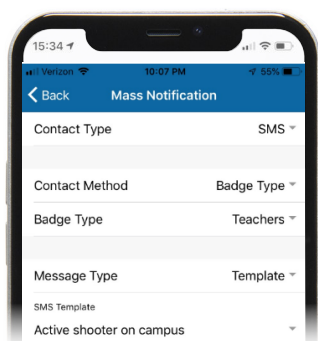 15:34
Verizon 10:07 PM 55%
Back Mass Notification
Contact Type SMS
Contact Method Badge Type
Badge Type Teachers
Message Type Template
SMS Template
Active shooter on campus